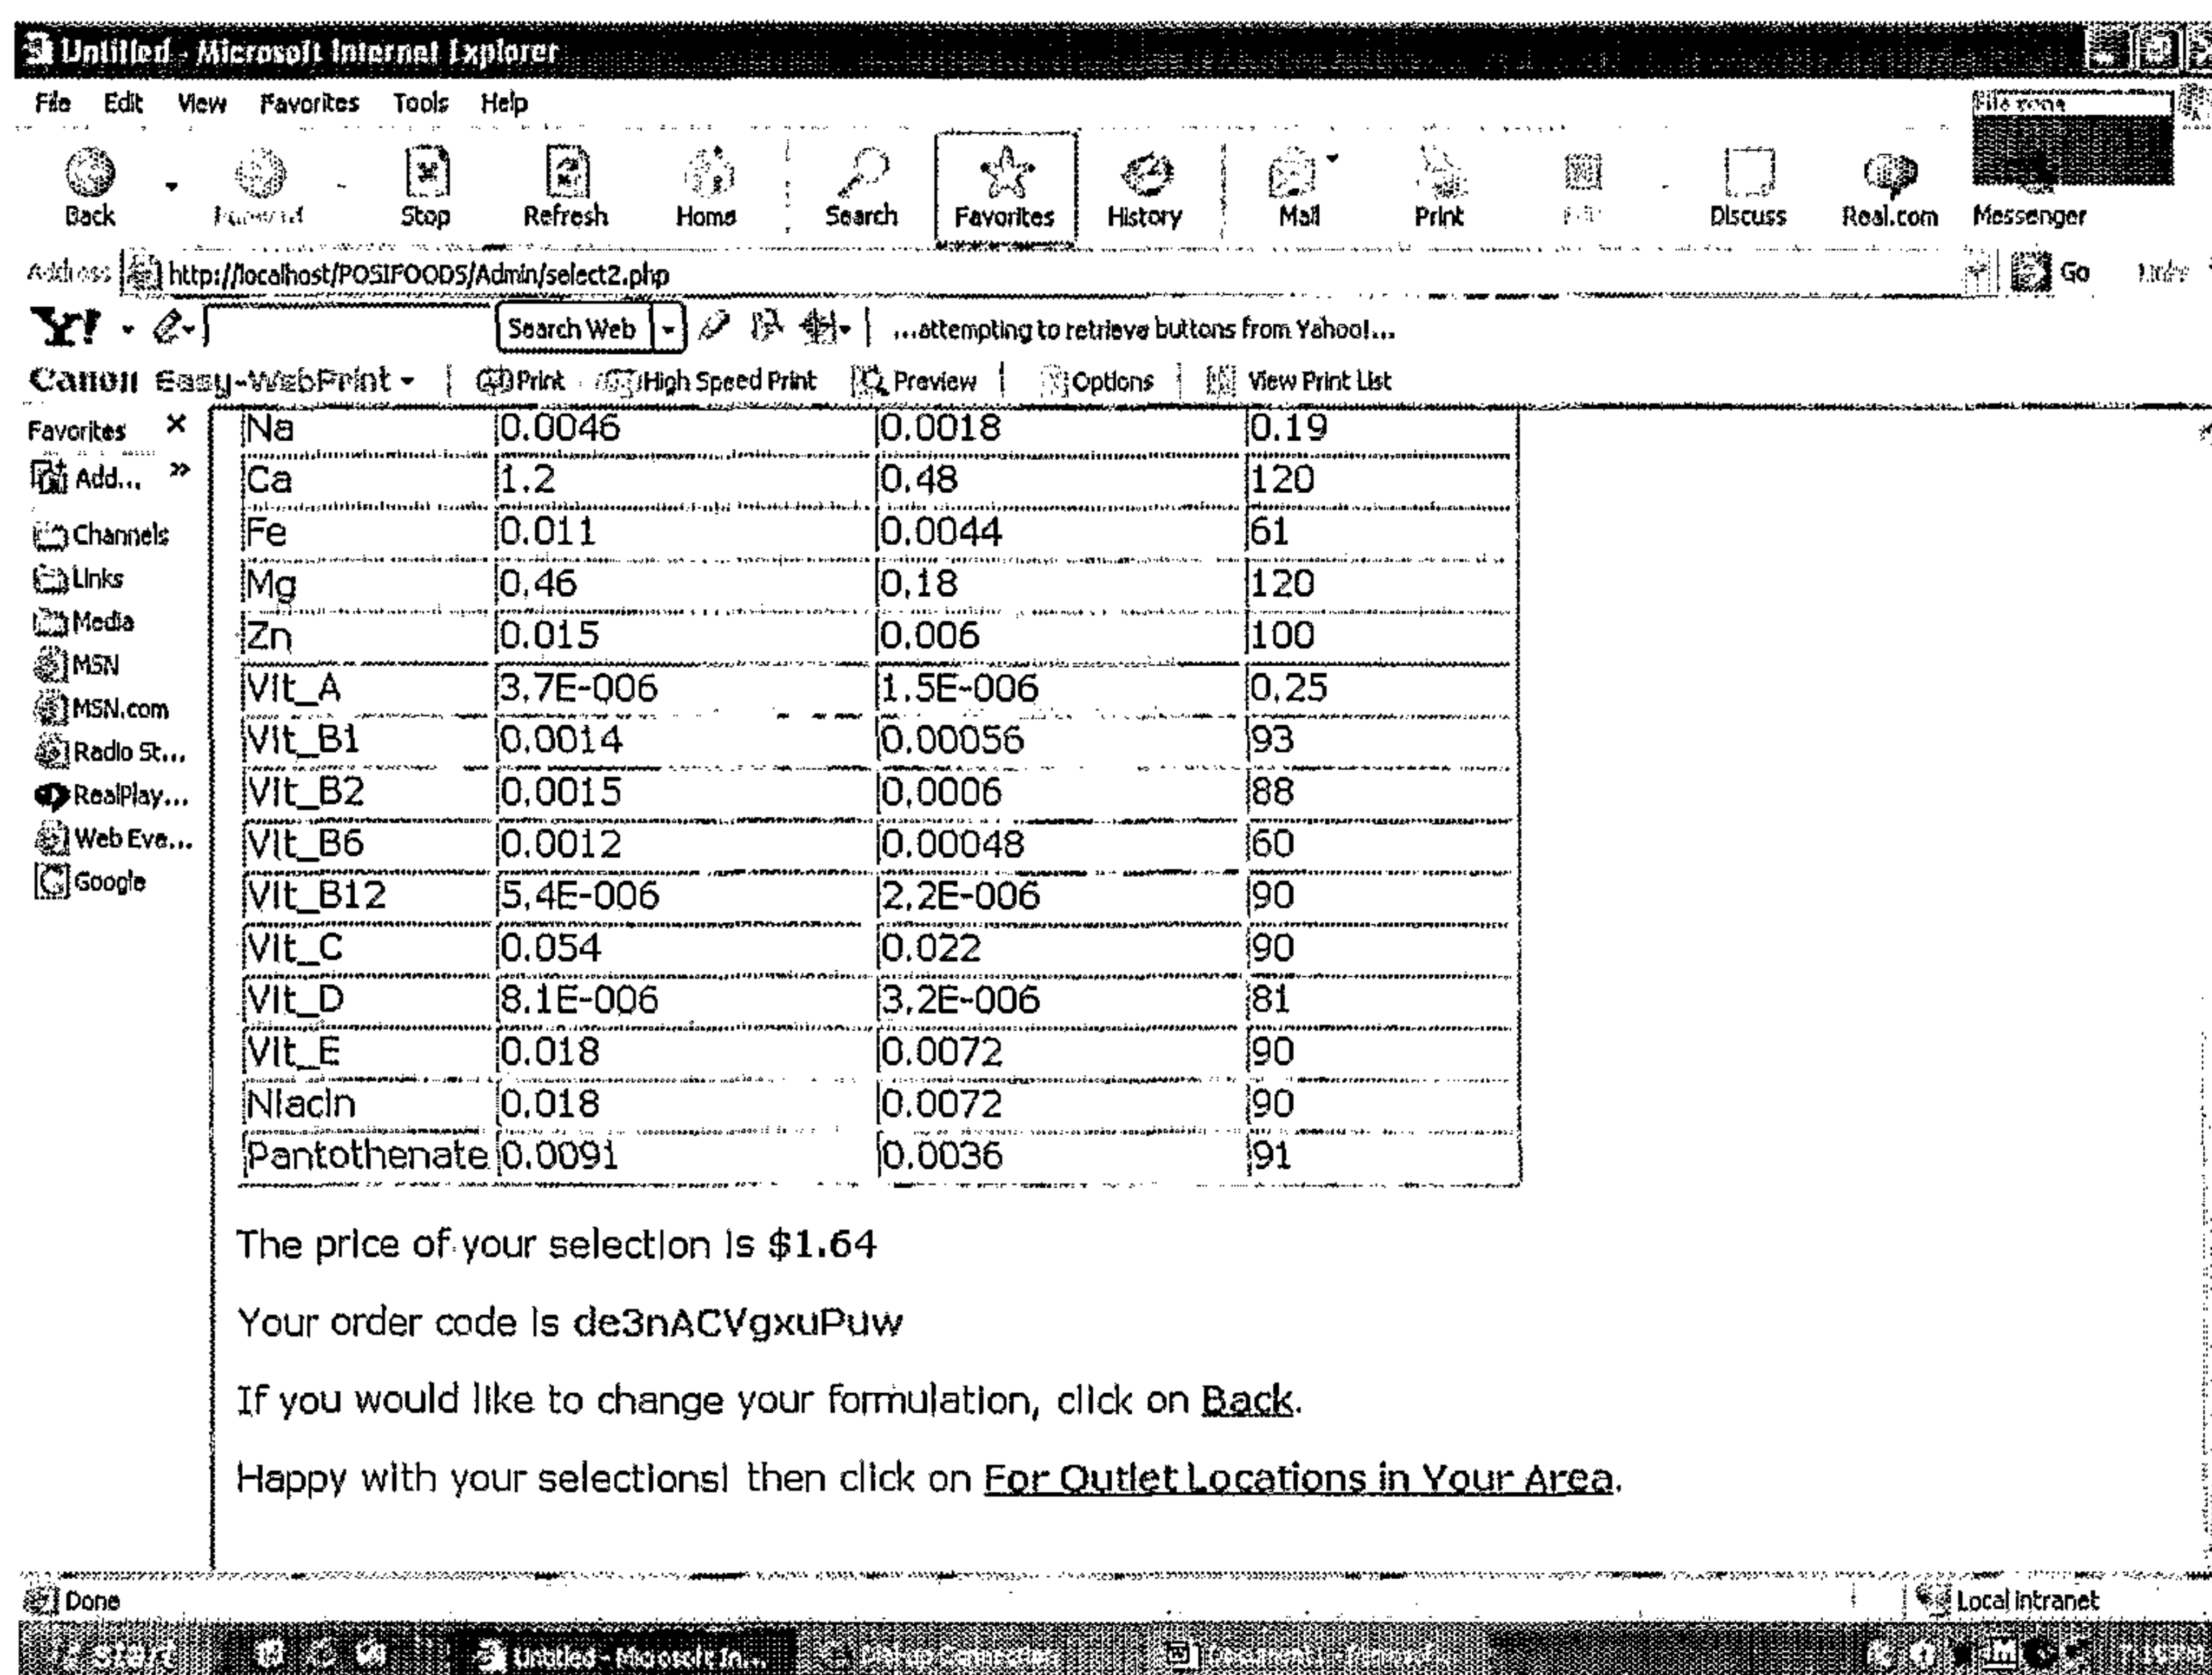 Untitled - Microsoft Internet Explorer
File Edit View Favorites Tools Help
Back Forward Stop Refresh Home Search Favorites History Mail Print Edit Discuss Real.com Messenger
Address http://localhost/POSIFOODS/Admin/select2.php Go Links
Y! Search Web ...attempting to retrieve buttons from Yahoo!...
Canon Easy-WebPrint Print High Speed Print Preview Options View Print List
Favorites
Add... »
Channels
Links
Media
MSN
MSN.com
Radio St...
RealPlay...
Web Eve...
Google
Na 0.0046 0.0018 0.19
Ca 1.2 0.48 120
Fe 0.011 0.0044 61
Mg 0.46 0.18 120
Zn 0.015 0.006 100
Vit_A 3.7E-006 1.5E-006 0.25
Vit_B1 0.0014 0.00056 93
Vit_B2 0.0015 0.0006 88
Vit_B6 0.0012 0.00048 60
Vit_B12 5.4E-006 2.2E-006 90
Vit_C 0.054 0.022 90
Vit_D 8.1E-006 3.2E-006 81
Vit_E 0.018 0.0072 90
Niacin 0.018 0.0072 90
Pantothenate 0.0091 0.0036 91
The price of your selection is $1.64
Your order code is de3nACVgxuPuw
If you would like to change your formulation, click on Back.
Happy with your selections! then click on For Outlet Locations in Your Area.
Done Local intranet
start Untitled - Microsoft In...